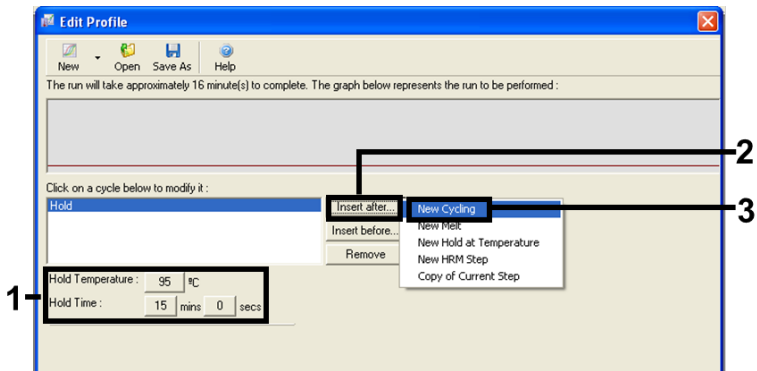 Edit Profile
New Open Save As Help
The run will take approximately 16 minute(s) to complete. The graph below represents the run to be performed :
2
Click on a cycle below to modify it :
Hold Insert after... New Cycling 3
Insert before... New Melt
New Hold at Temperature
Remove New HRM Step
Copy of Current Step
1 Hold Temperature : 95 ºC
Hold Time : 15 mins 0 secs